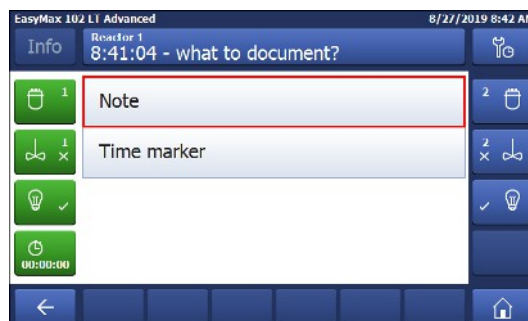 EasyMax 102 LT Advanced
8/27/2019 8:42 AM
Info
Reactor 1
8:41:04 - what to document?
1
Note
2
1
Time marker
2
00:00:00